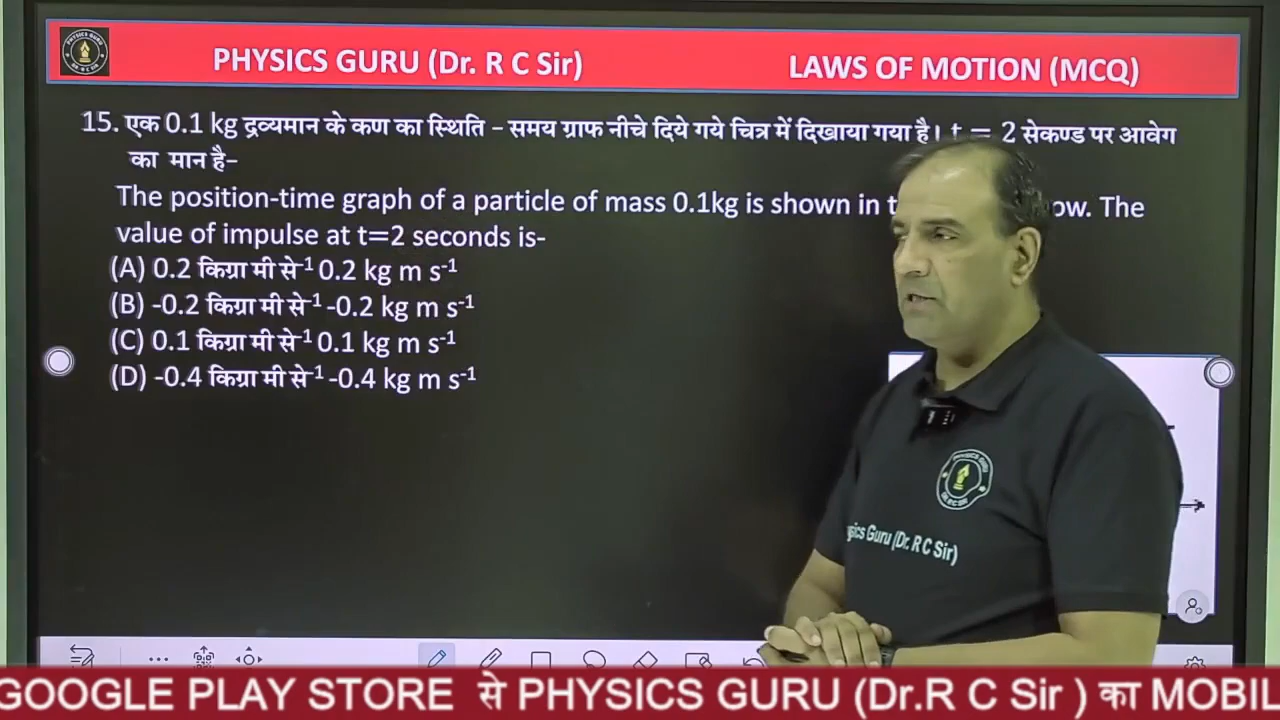 PHYSICS GURU (Dr. R C Sir) LAWS OF MOTION (MCQ)
15. एक 0.1 kg द्रव्यमान के कण का स्थिति – समय ग्राफ नीचे दिये गये चित्र में दिखाया गया है। t = 2 सेकण्ड पर आवेग
का मान है–
The position-time graph of a particle of mass 0.1kg is shown in ow. The
value of impulse at t=2 seconds is-
(A) 0.2 किग्रा मी से-1 0.2 kg m s-1
(B) -0.2 किग्रा मी से-1 -0.2 kg m s-1
(C) 0.1 किग्रा मी से-1 0.1 kg m s-1
(D) -0.4 किग्रा मी से-1 -0.4 kg m s-1
PHYSICS GURU
sics Guru (Dr. R C Sir)
GOOGLE PLAY STORE से PHYSICS GURU (Dr.R C Sir ) का MOBIL